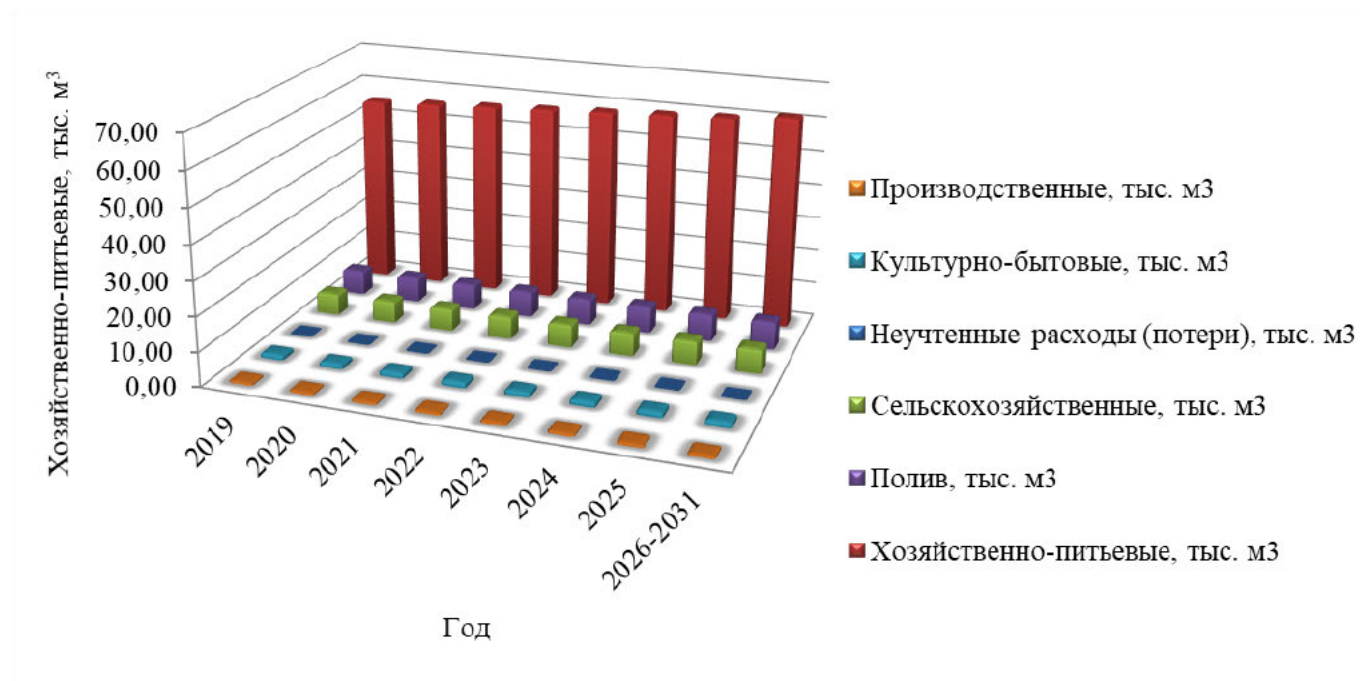 Хозяйственно-питьевые, тыс. м³
70,00
60,00
50,00
40,00
30,00
20,00
10,00
0,00
2019
2020
2021
2022
2023
2024
2025
2026-2031
Год
Производственные, тыс. м3
Культурно-бытовые, тыс. м3
Неучтенные расходы (потери), тыс. м3
Сельскохозяйственные, тыс. м3
Полив, тыс. м3
Хозяйственно-питьевые, тыс. м3